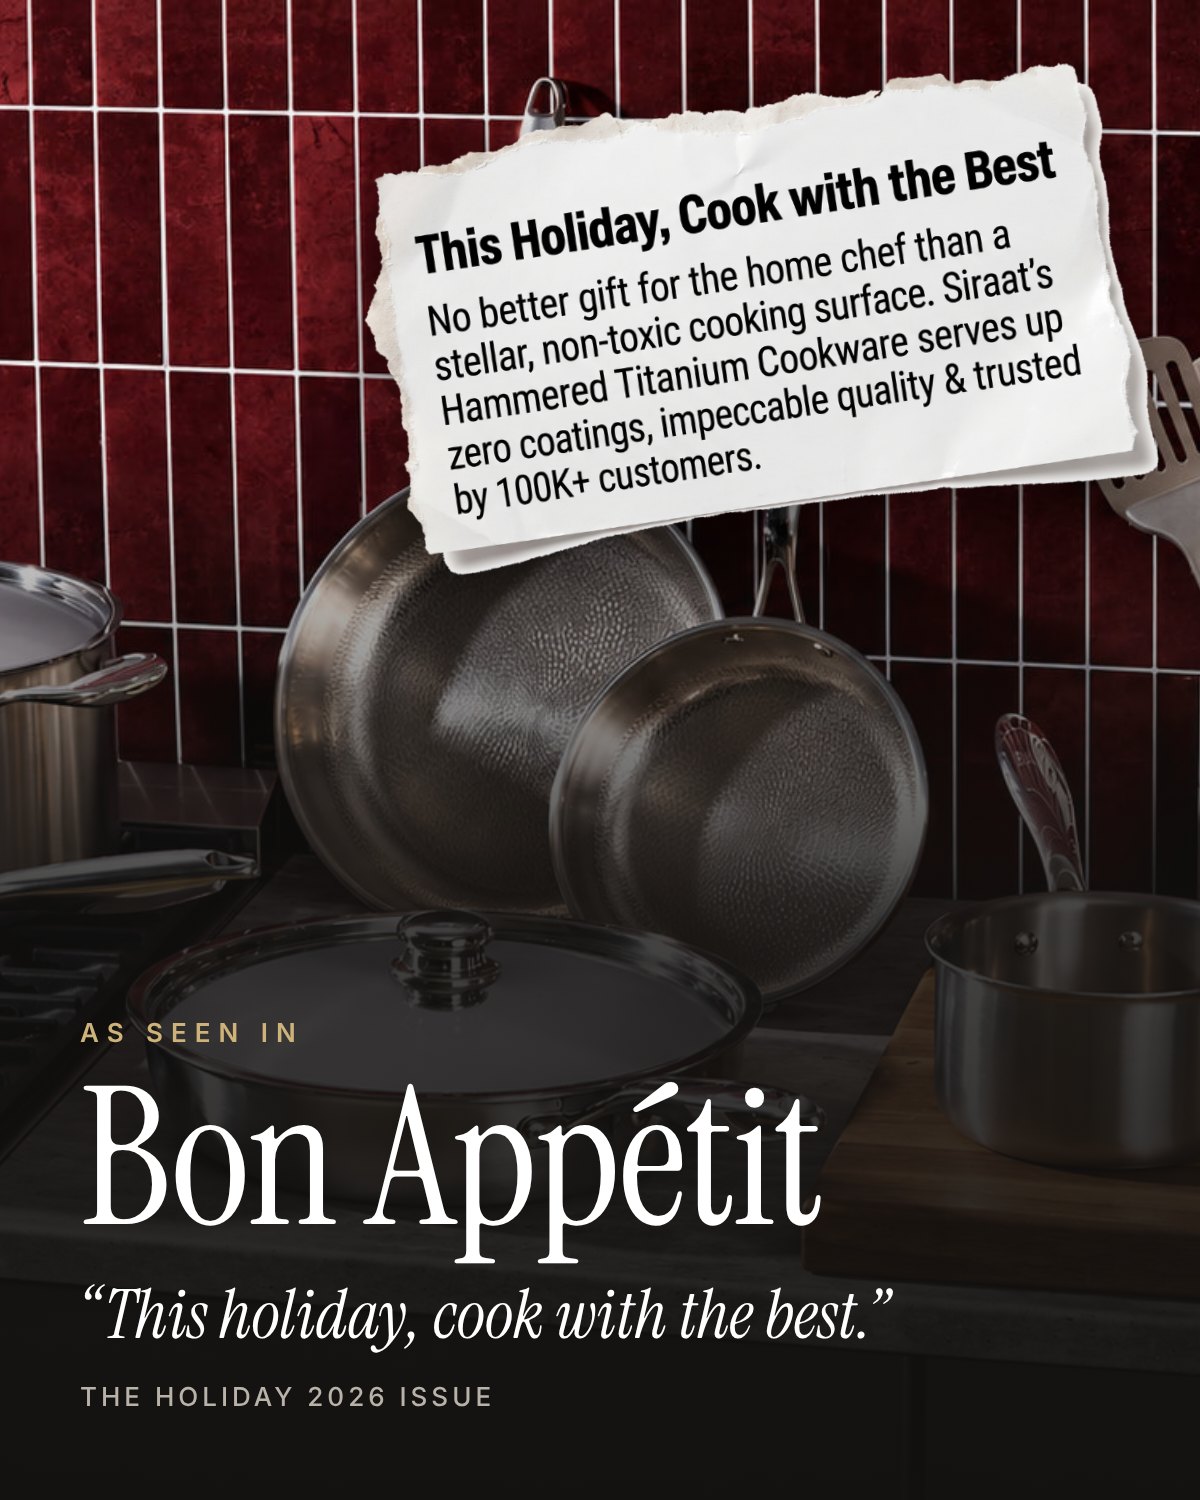 This Holiday, Cook with the Best
No better gift for the home chef than a
stellar, non-toxic cooking surface. Siraat’s
Hammered Titanium Cookware serves up
zero coatings, impeccable quality & trusted
by 100K+ customers.
AS SEEN IN
Bon Appétit
“This holiday, cook with the best.”
THE HOLIDAY 2026 ISSUE